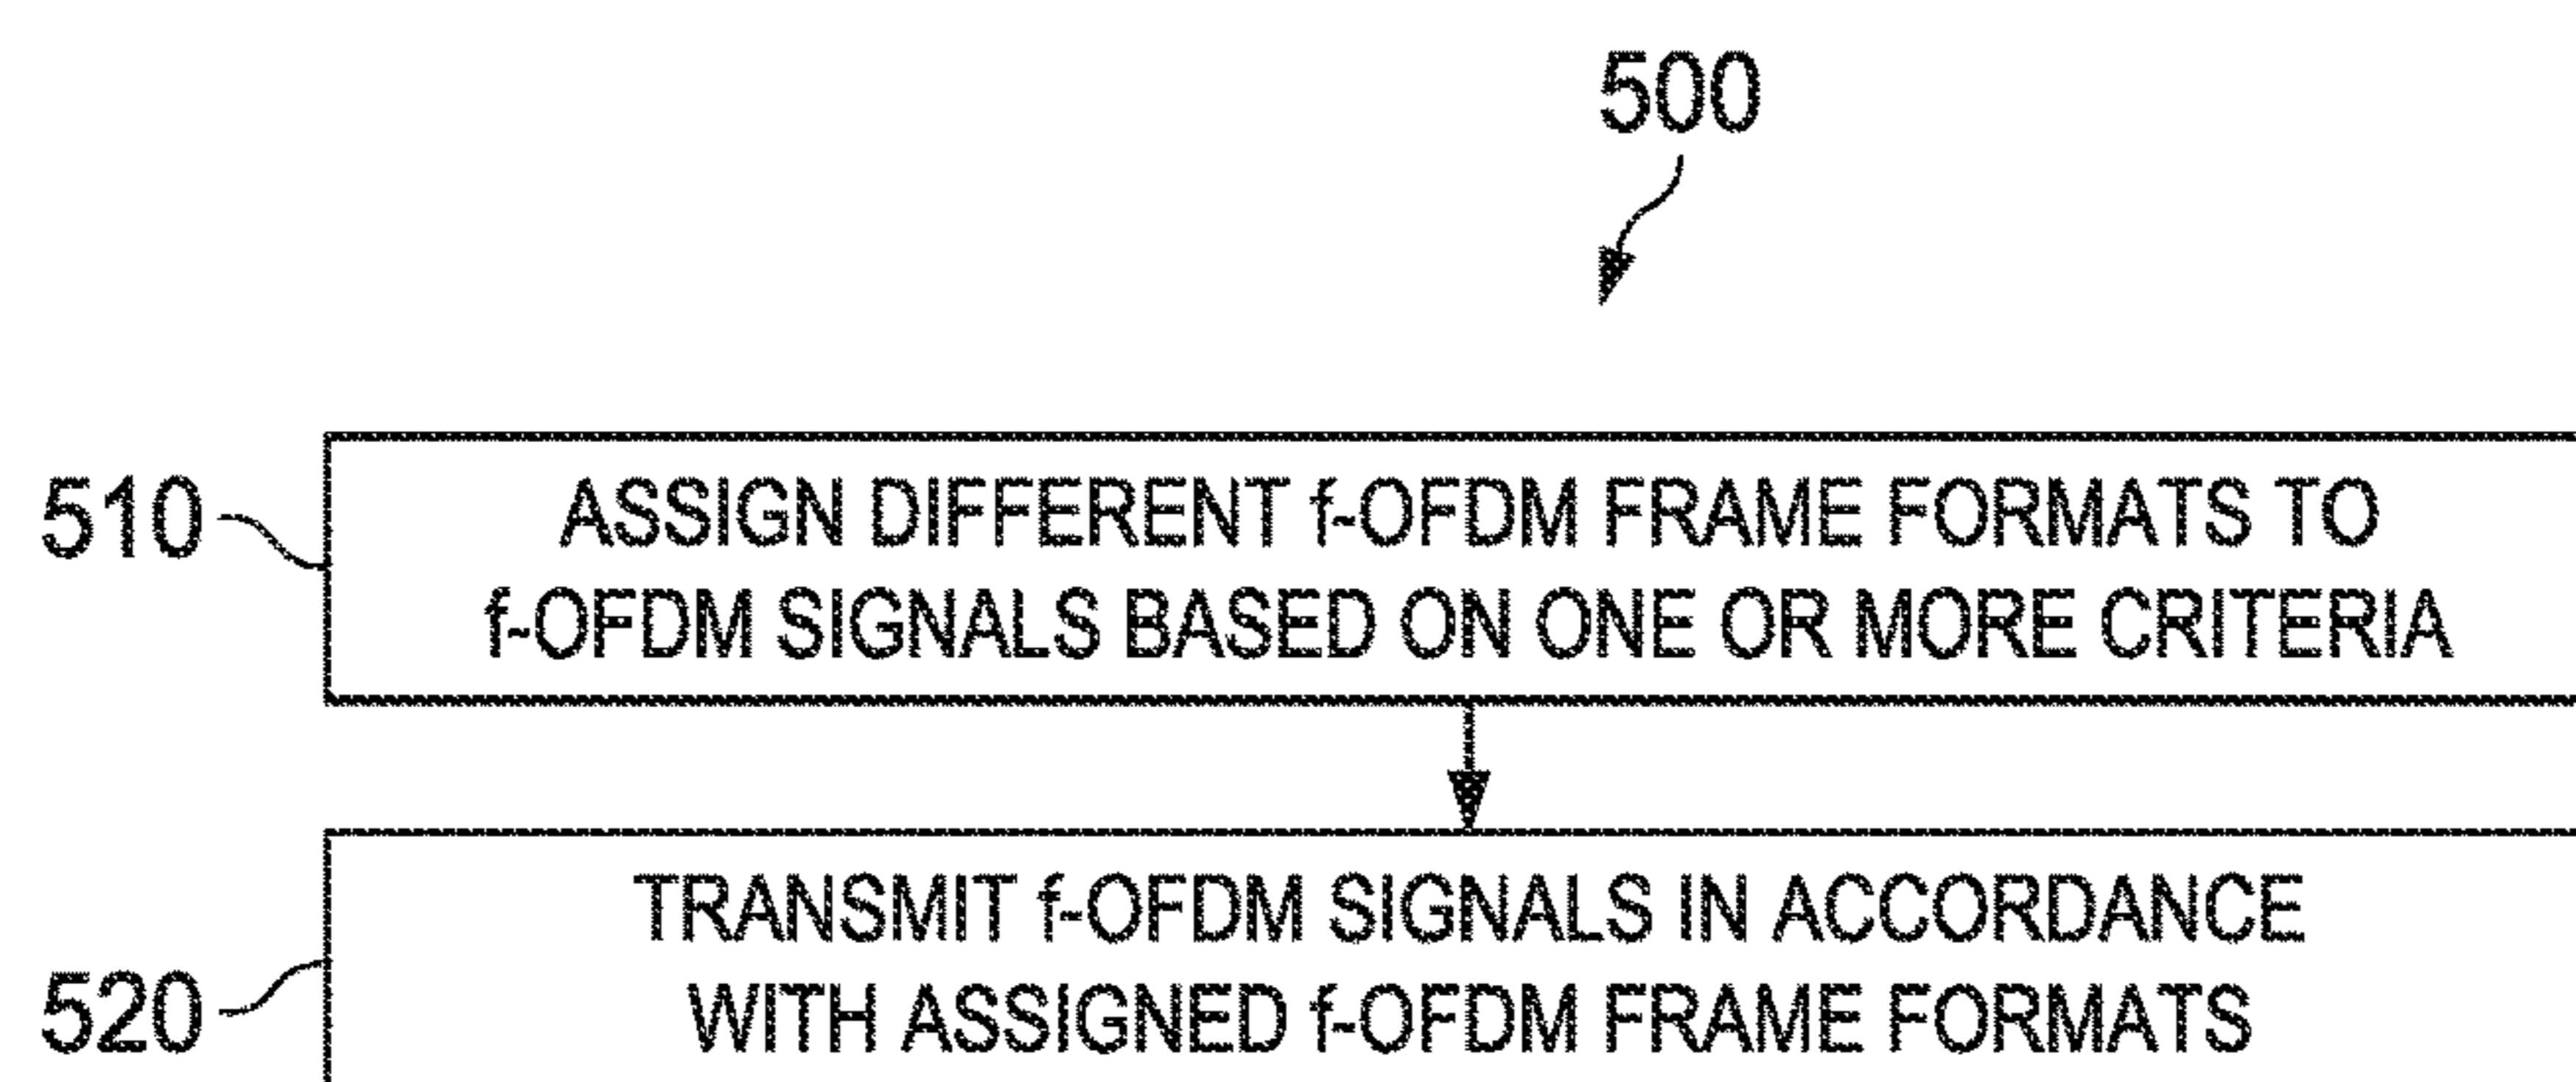 500
510
ASSIGN DIFFERENT f-OFDM FRAME FORMATS TO
f-OFDM SIGNALS BASED ON ONE OR MORE CRITERIA
520
TRANSMIT f-OFDM SIGNALS IN ACCORDANCE
WITH ASSIGNED f-OFDM FRAME FORMATS